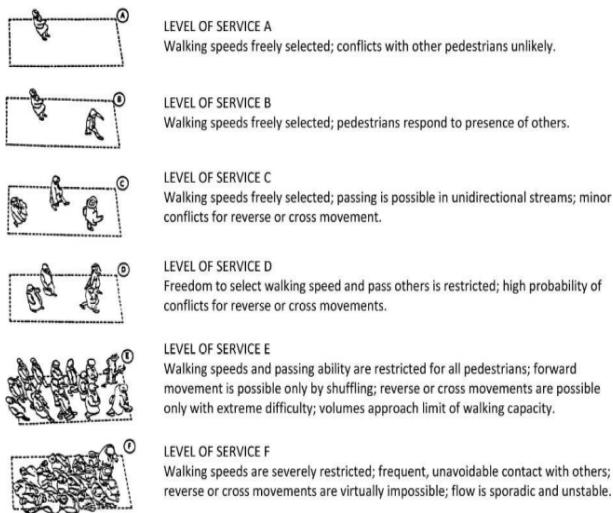 A
LEVEL OF SERVICE A
Walking speeds freely selected; conflicts with other pedestrians unlikely.
B
LEVEL OF SERVICE B
Walking speeds freely selected; pedestrians respond to presence of others.
C
LEVEL OF SERVICE C
Walking speeds freely selected; passing is possible in unidirectional streams; minor
conflicts for reverse or cross movement.
D
LEVEL OF SERVICE D
Freedom to select walking speed and pass others is restricted; high probability of
conflicts for reverse or cross movements.
E
LEVEL OF SERVICE E
Walking speeds and passing ability are restricted for all pedestrians; forward
movement is possible only by shuffling; reverse or cross movements are possible
only with extreme difficulty; volumes approach limit of walking capacity.
F
LEVEL OF SERVICE F
Walking speeds are severely restricted; frequent, unavoidable contact with others;
reverse or cross movements are virtually impossible; flow is sporadic and unstable.